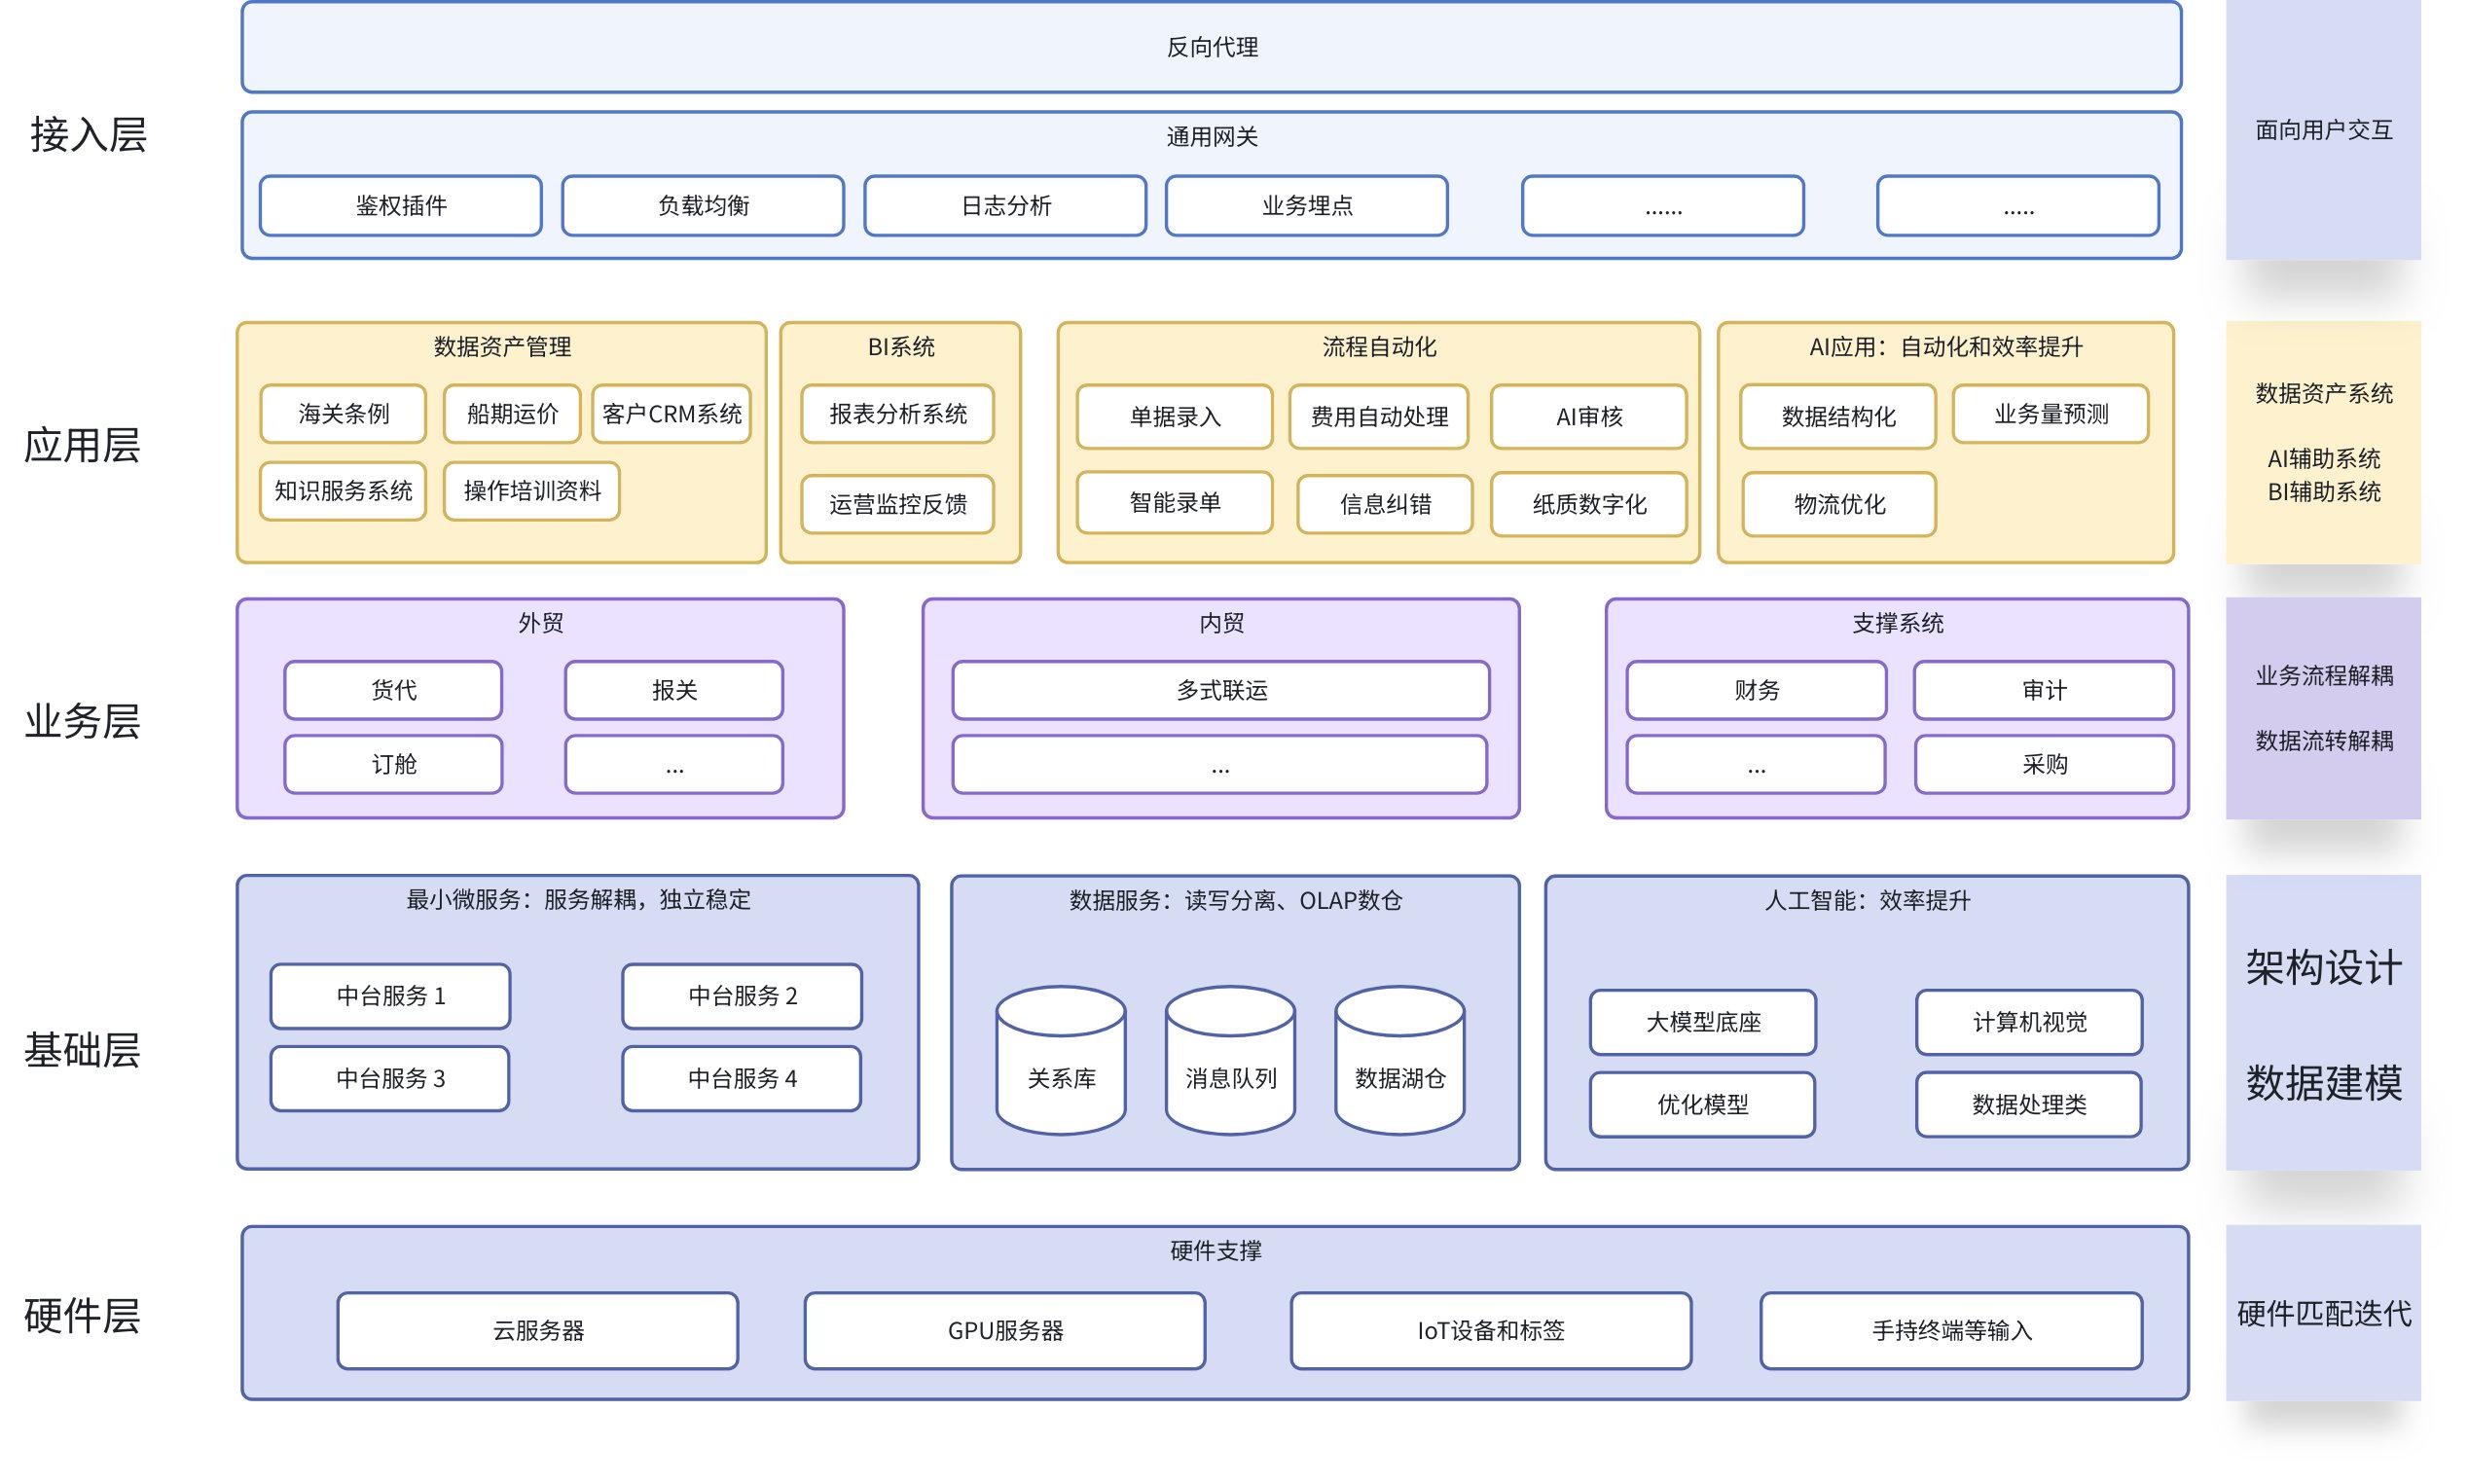 反向代理
接入层
通用网关
鉴权插件
负载均衡
日志分析
业务埋点
......
.....
面向用户交互
应用层
数据资产管理
海关条例
船期运价
客户CRM系统
知识服务系统
操作培训资料
BI系统
报表分析系统
运营监控反馈
流程自动化
单据录入
费用自动处理
AI审核
智能录单
信息纠错
纸质数字化
AI应用：自动化和效率提升
数据结构化
业务量预测
物流优化
数据资产系统
AI辅助系统
BI辅助系统
业务层
外贸
货代
报关
订舱
...
内贸
多式联运
...
支撑系统
财务
审计
...
采购
业务流程解耦
数据流转解耦
基础层
最小微服务：服务解耦，独立稳定
中台服务 1
中台服务 2
中台服务 3
中台服务 4
数据服务：读写分离、OLAP数仓
关系库
消息队列
数据湖仓
人工智能：效率提升
大模型底座
计算机视觉
优化模型
数据处理类
架构设计
数据建模
硬件层
硬件支撑
云服务器
GPU服务器
IoT设备和标签
手持终端等输入
硬件匹配迭代